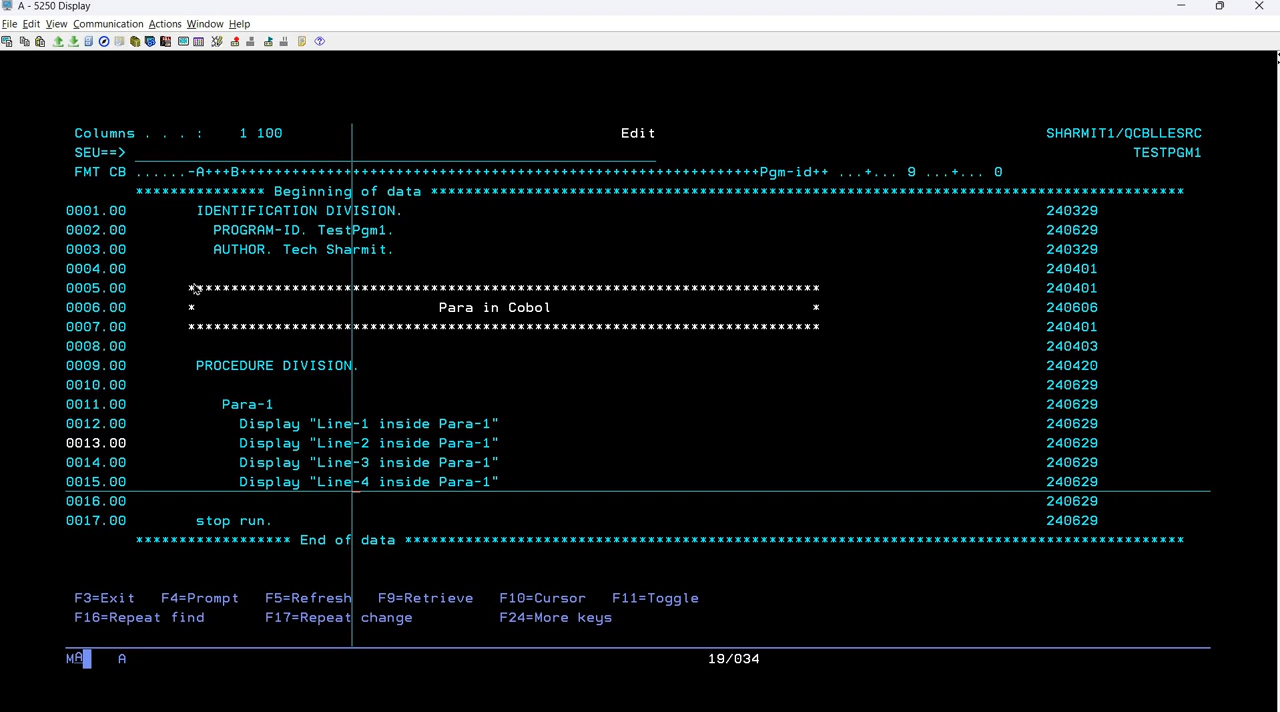 A - 5250 Display
File Edit View Communication Actions Window Help
Columns . . . : 1 100 Edit SHARMIT1/QCBLLESRC
SEU==> TESTPGM1
FMT CB ......-A+++B++++++++++++++++++++++++++++++++++++++++++++++++++++++++++++Pgm-id++ ...+... 9 ...+... 0
*************** Beginning of data ***************************************************************************************
0001.00 IDENTIFICATION DIVISION. 240329
0002.00 PROGRAM-ID. TestPgm1. 240629
0003.00 AUTHOR. Tech Sharmit. 240329
0004.00 240401
0005.00 ************************************************************************* 240401
0006.00 * Para in Cobol * 240606
0007.00 ************************************************************************* 240401
0008.00 240403
0009.00 PROCEDURE DIVISION. 240420
0010.00 240629
0011.00 Para-1 240629
0012.00 Display "Line-1 inside Para-1" 240629
0013.00 Display "Line-2 inside Para-1" 240629
0014.00 Display "Line-3 inside Para-1" 240629
0015.00 Display "Line-4 inside Para-1" 240629
0016.00 240629
0017.00 stop run. 240629
****************** End of data ******************************************************************************************
F3=Exit F4=Prompt F5=Refresh F9=Retrieve F10=Cursor F11=Toggle
F16=Repeat find F17=Repeat change F24=More keys
MA A 19/034